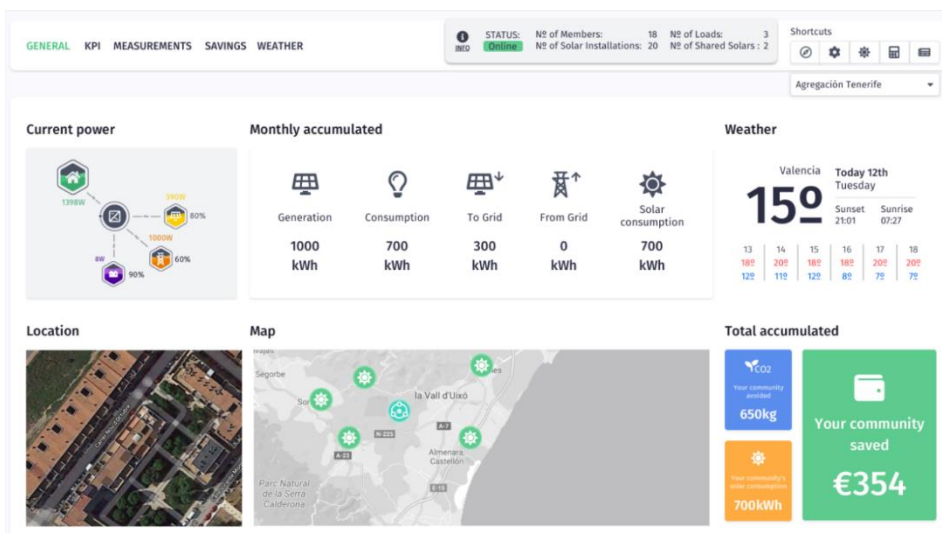 GENERAL KPI MEASUREMENTS SAVINGS WEATHER
INFO
STATUS:
Online
Nº of Members: 18
Nº of Solar Installations: 20
Nº of Loads: 3
Nº of Shared Solars : 2
Shortcuts
Agregación Tenerife
Current power
1398W
390W
80%
1000W
60%
8W
90%
Monthly accumulated
Generation
1000
kWh
Consumption
700
kWh
To Grid
300
kWh
From Grid
0
kWh
Solar
consumption
700
kWh
Weather
Valencia
15º
Today 12th
Tuesday
Sunset Sunrise
21:01 07:27
13 14 15 16 17 18
18º 20º 18º 18º 20º 20º
12º 11º 12º 8º 7º 7º
Location
Map
Segorbe
la Vall d'Uixó
N-225
A-7
A-23
Almenara
Castellón
E-15
Parc Natural
de la Serra
Calderona
Total accumulated
CO2
Your community
avoided
650kg
Your community's
solar consumption
700kWh
Your community
saved
€354